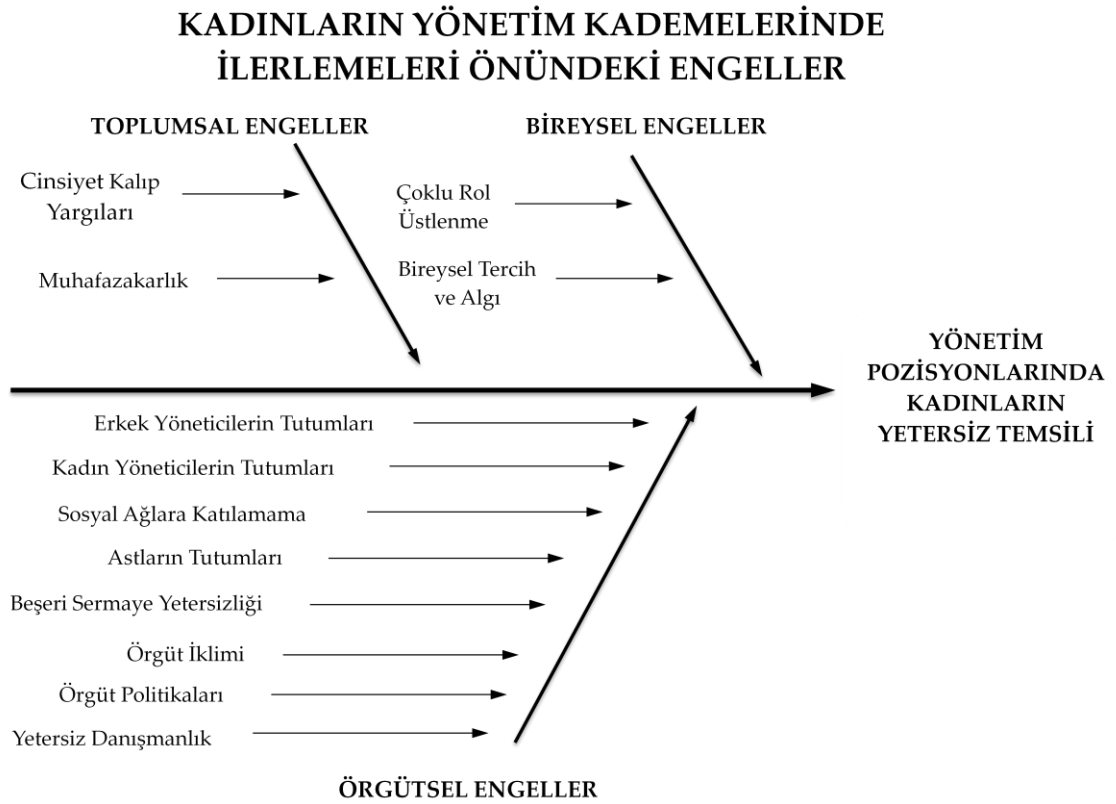 KADINLARIN YÖNETİM KADEMELERİNDE
İLERLEMELERİ ÖNÜNDEKİ ENGELLER
TOPLUMSAL ENGELLER
Cinsiyet Kalıp
Yargıları
Muhafazakarlık
BİREYSEL ENGELLER
Çoklu Rol
Üstlenme
Bireysel Tercih
ve Algı
YÖNETİM
POZİSYONLARINDA
KADINLARIN
YETERSİZ TEMSİLİ
Erkek Yöneticilerin Tutumları
Kadın Yöneticilerin Tutumları
Sosyal Ağlara Katılamama
Astların Tutumları
Beşeri Sermaye Yetersizliği
Örgüt İklimi
Örgüt Politikaları
Yetersiz Danışmanlık
ÖRGÜTSEL ENGELLER